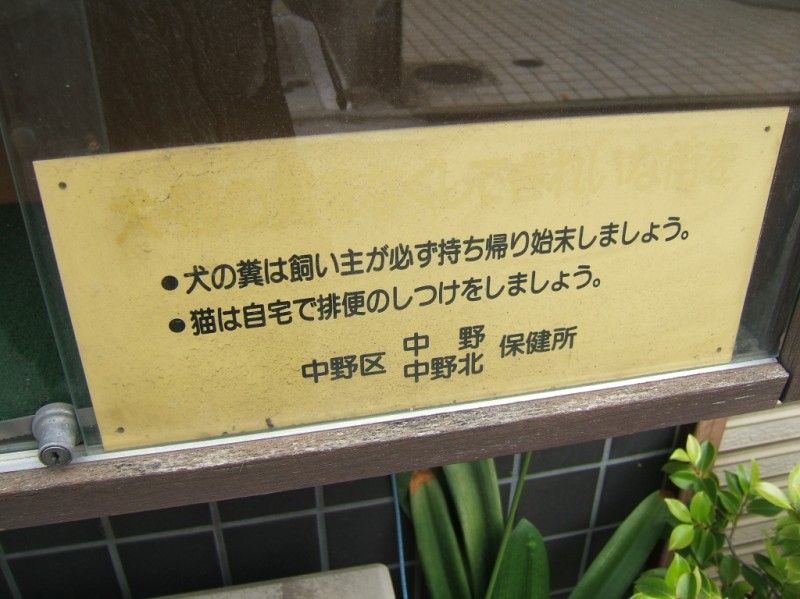 ●犬の糞は飼い主が必ず持ち帰り始末しましょう。
●猫は自宅で排便のしつけをしましょう。
中野区 中野 保健所
中野北